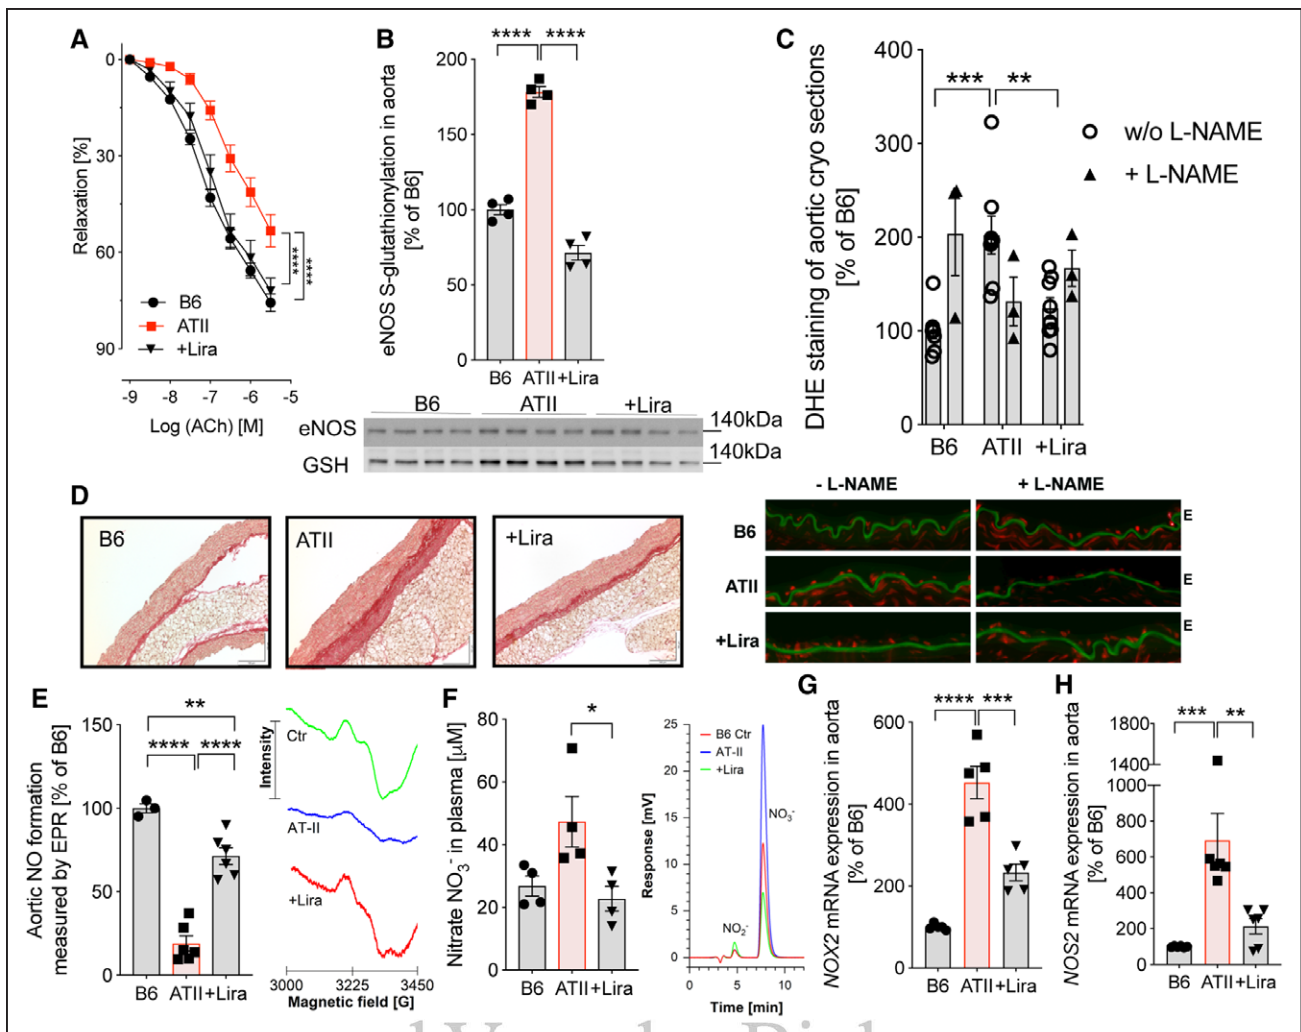 A
0
30
60
90
Relaxation [%]
****
****
B6
ATII
+Lira
-9
-8
-7
-6
-5
Log (ACh) [M]
B
****
****
200
150
100
50
0
eNOS S-glutathionylation in aorta
[% of B6]
B6
ATII
+Lira
B6
ATII
+Lira
eNOS
140kDa
GSH
140kDa
C
400
300
200
100
0
DHE staining of aortic cryo sections
[% of B6]
***
**
w/o L-NAME
+ L-NAME
B6
ATII
+Lira
- L-NAME
+ L-NAME
B6
E
ATII
E
+Lira
E
D
B6
ATII
+Lira
E
150
100
50
0
Aortic NO formation
measured by EPR [% of B6]
**
****
****
B6
ATII
+Lira
Intensity
Ctr
AT-II
+Lira
3000
3225
3450
Magnetic field [G]
F
80
60
40
20
0
Nitrate NO₃⁻ in plasma [µM]
*
B6
ATII
+Lira
25
20
15
10
5
0
Response [mV]
B6 Ctr
AT-II
+Lira
NO₃⁻
NO₂⁻
0
5
10
Time [min]
G
600
400
200
0
NOX2 mRNA expression in aorta
[% of B6]
****
***
B6
ATII
+Lira
H
1800
1400
1000
800
600
400
200
0
NOS2 mRNA expression in aorta
[% of B6]
***
**
B6
ATII
+Lira